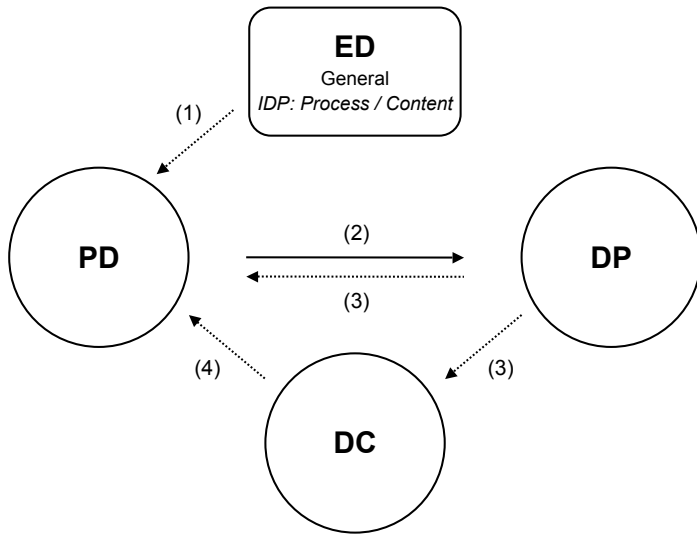 ED
General
IDP: Process / Content
(1)
PD
(2)
DP
(3)
(4)
(3)
DC